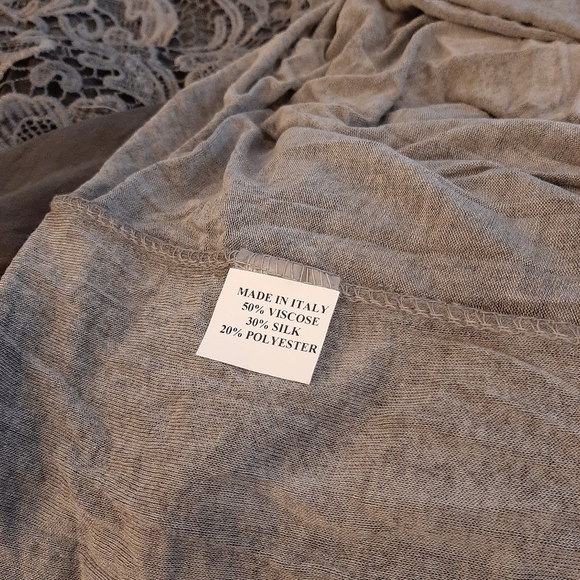 MADE IN ITALY
50% VISCOSE
30% SILK
20% POLYESTER